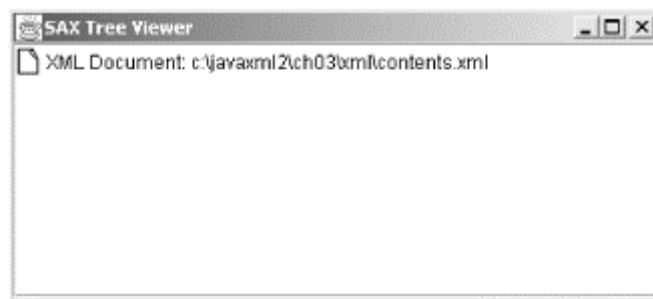 SAX Tree Viewer
XML Document: c:\javaxml2\ch03\xml\contents.xml